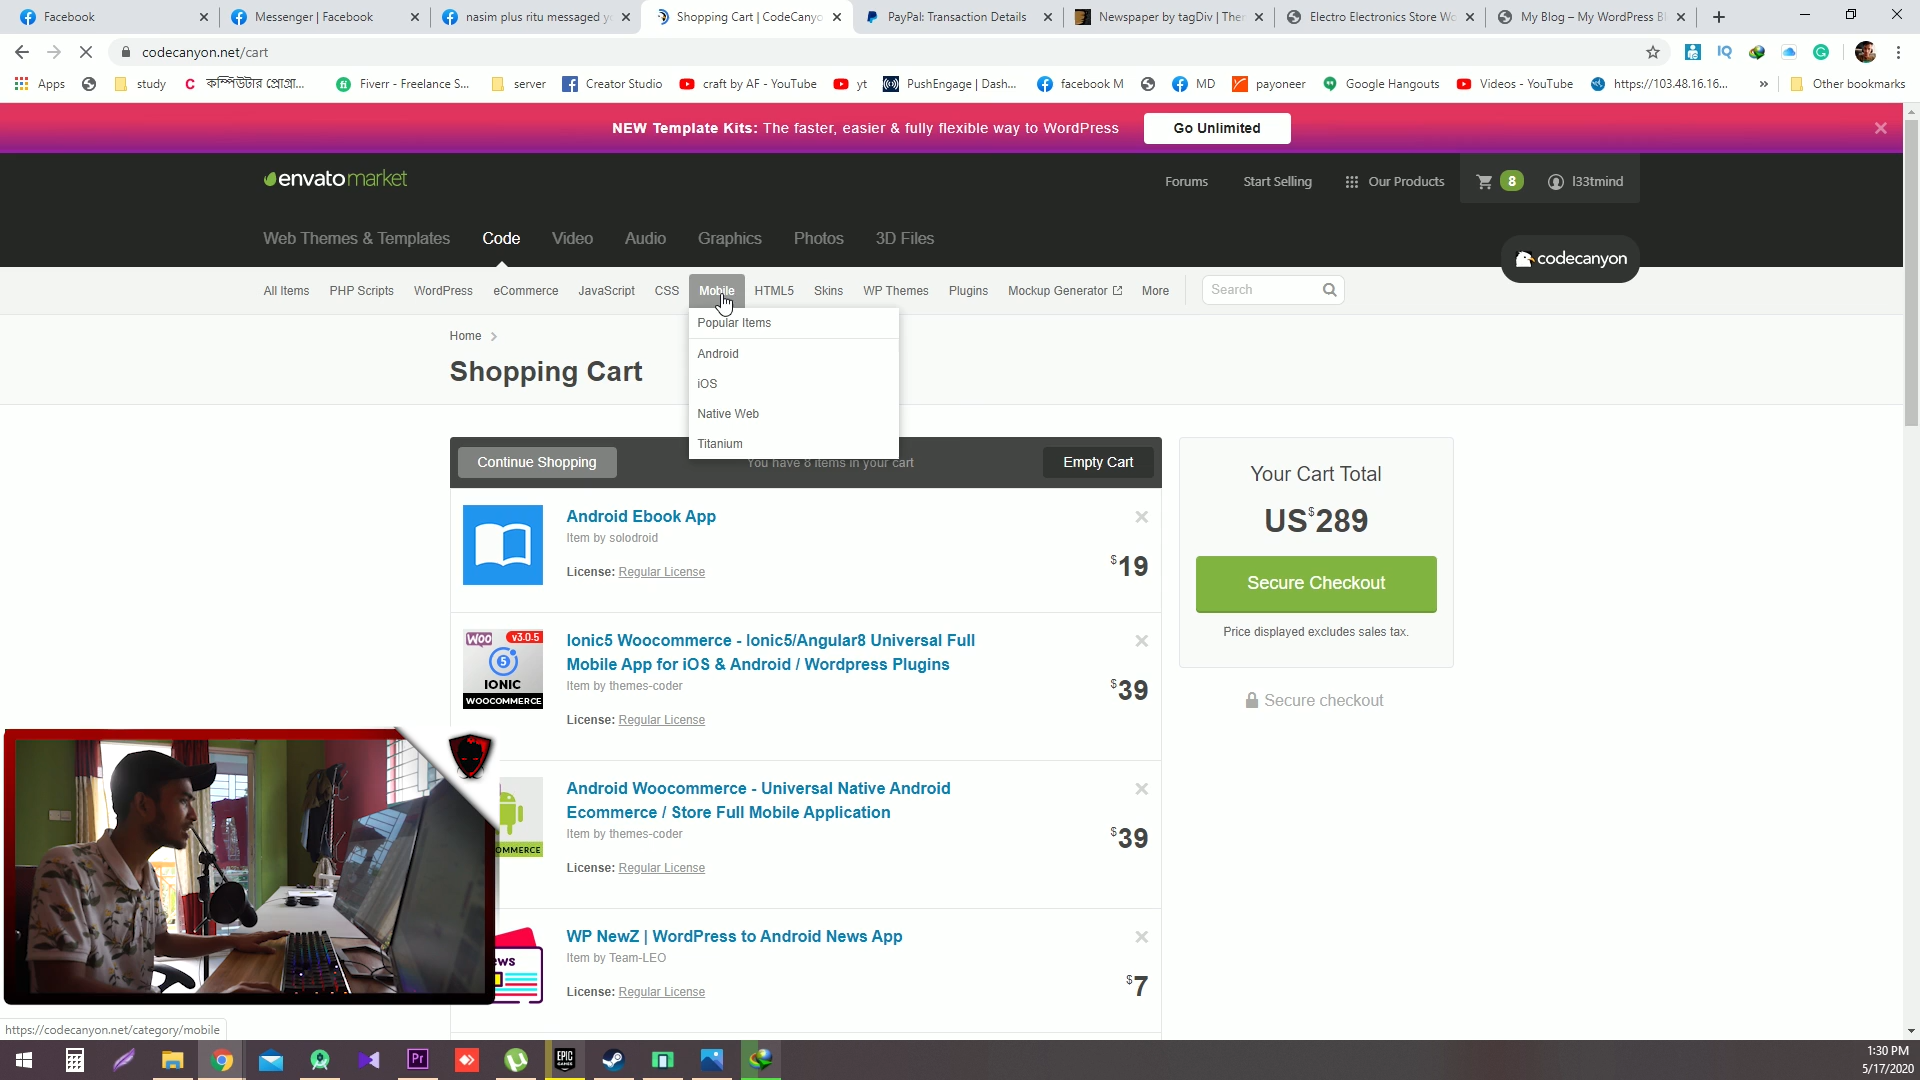 Facebook
Messenger | Facebook
nasim plus ritu messaged yo
Shopping Cart | CodeCanyo
PayPal: Transaction Details
Newspaper by tagDiv | The
Electro Electronics Store Wo
My Blog – My WordPress B
codecanyon.net/cart
Apps
study
কম্পিউটার প্রোগ্রা...
Fiverr - Freelance S...
server
Creator Studio
craft by AF - YouTube
yt
PushEngage | Dash...
facebook M
MD
payoneer
Google Hangouts
Videos - YouTube
https://103.48.16.16...
»
Other bookmarks
NEW Template Kits: The faster, easier & fully flexible way to WordPress
Go Unlimited
envatomarket
Forums
Start Selling
Our Products
8
l33tmind
Web Themes & Templates
Code
Video
Audio
Graphics
Photos
3D Files
codecanyon
All Items
PHP Scripts
WordPress
eCommerce
JavaScript
CSS
Mobile
HTML5
Skins
WP Themes
Plugins
Mockup Generator
More
Search
Popular Items
Android
iOS
Native Web
Titanium
Home
Shopping Cart
Continue Shopping
You have 8 items in your cart
Empty Cart
Android Ebook App
Item by solodroid
License: Regular License
$19
WOO v3.0.5
5
IONIC
WOOCOMMERCE
Ionic5 Woocommerce - Ionic5/Angular8 Universal Full
Mobile App for iOS & Android / Wordpress Plugins
Item by themes-coder
License: Regular License
$39
OMMERCE
Android Woocommerce - Universal Native Android
Ecommerce / Store Full Mobile Application
Item by themes-coder
License: Regular License
$39
ws
WP NewZ | WordPress to Android News App
Item by Team-LEO
License: Regular License
$7
Your Cart Total
US$289
Secure Checkout
Price displayed excludes sales tax.
Secure checkout
https://codecanyon.net/category/mobile
Pr
EPIC
GAMES
1:30 PM
5/17/2020